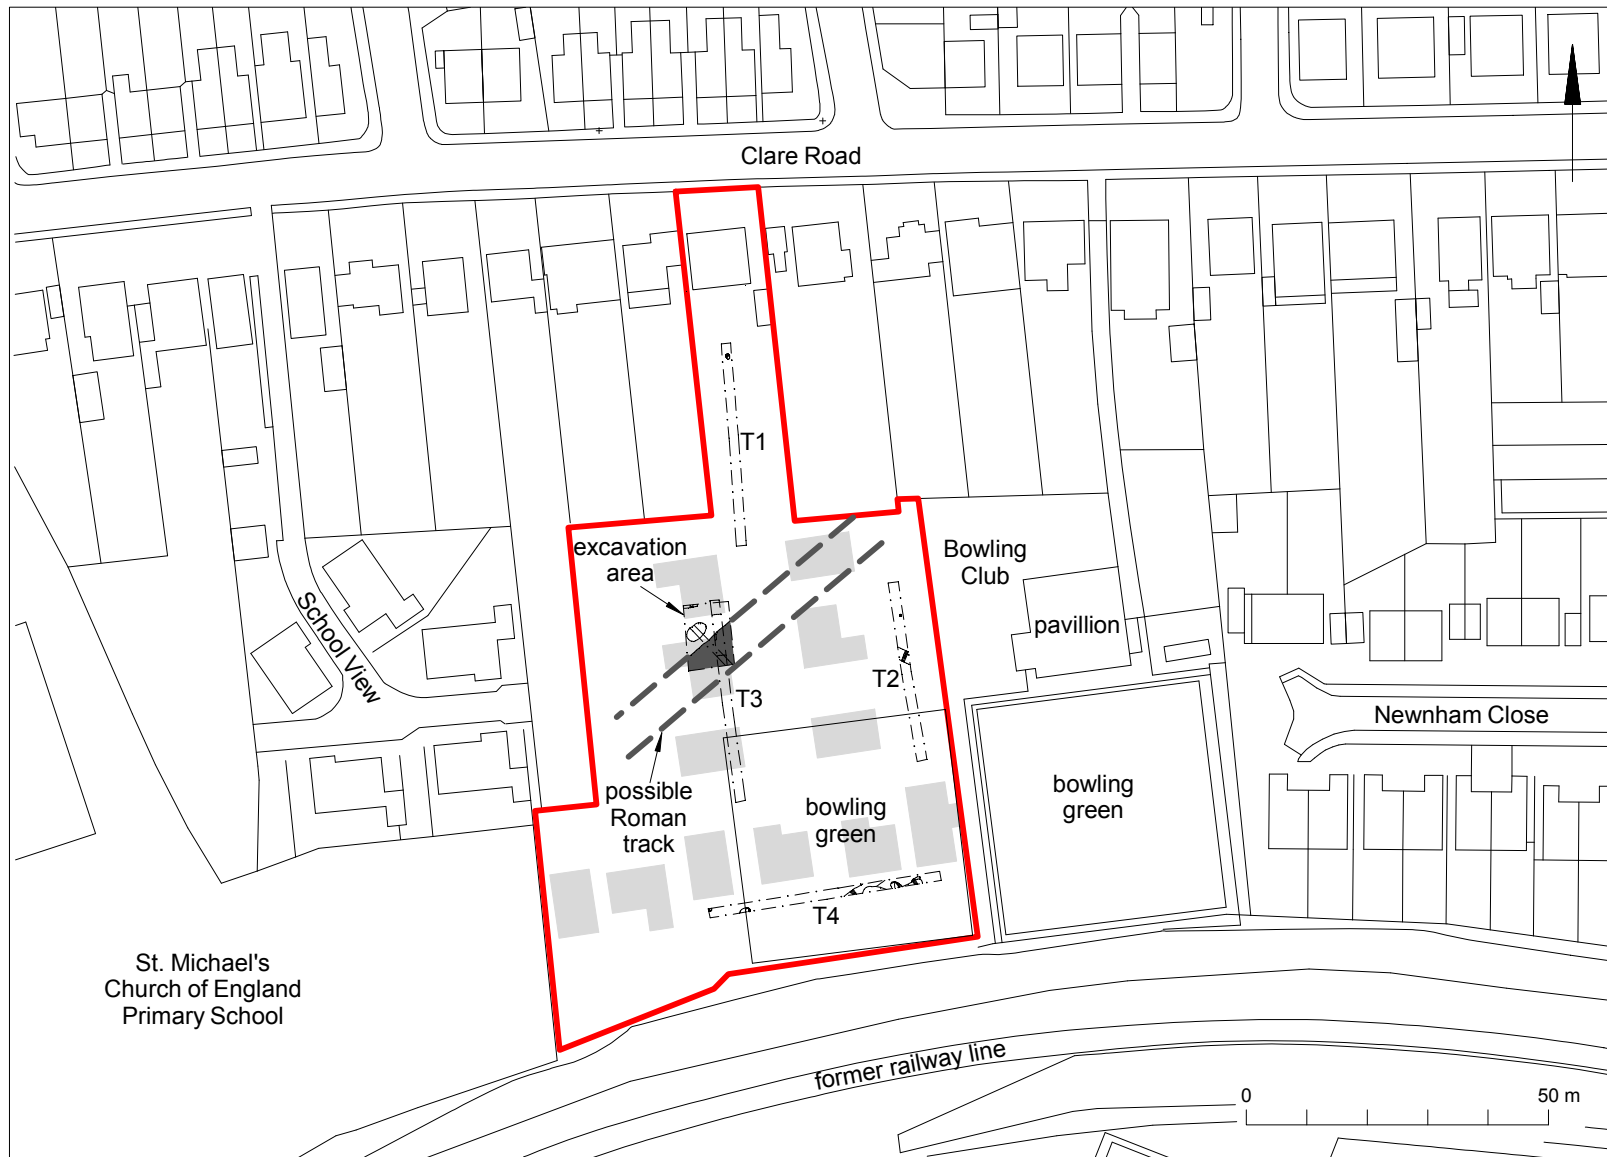 Clare Road
T1
excavation
area
Bowling
Club
School View
pavillion
T2
T3
Newnham Close
possible
Roman
track
bowling
green
bowling
green
T4
St. Michael's
Church of England
Primary School
former railway line
0
50 m